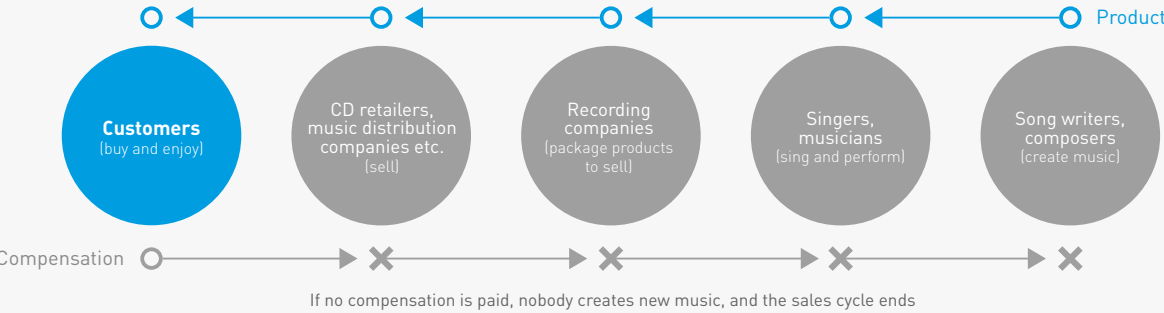 Product
Customers
(buy and enjoy)
CD retailers,
music distribution
companies etc.
(sell)
Recording
companies
(package products
to sell)
Singers,
musicians
(sing and perform)
Song writers,
composers
(create music)
Compensation
If no compensation is paid, nobody creates new music, and the sales cycle ends